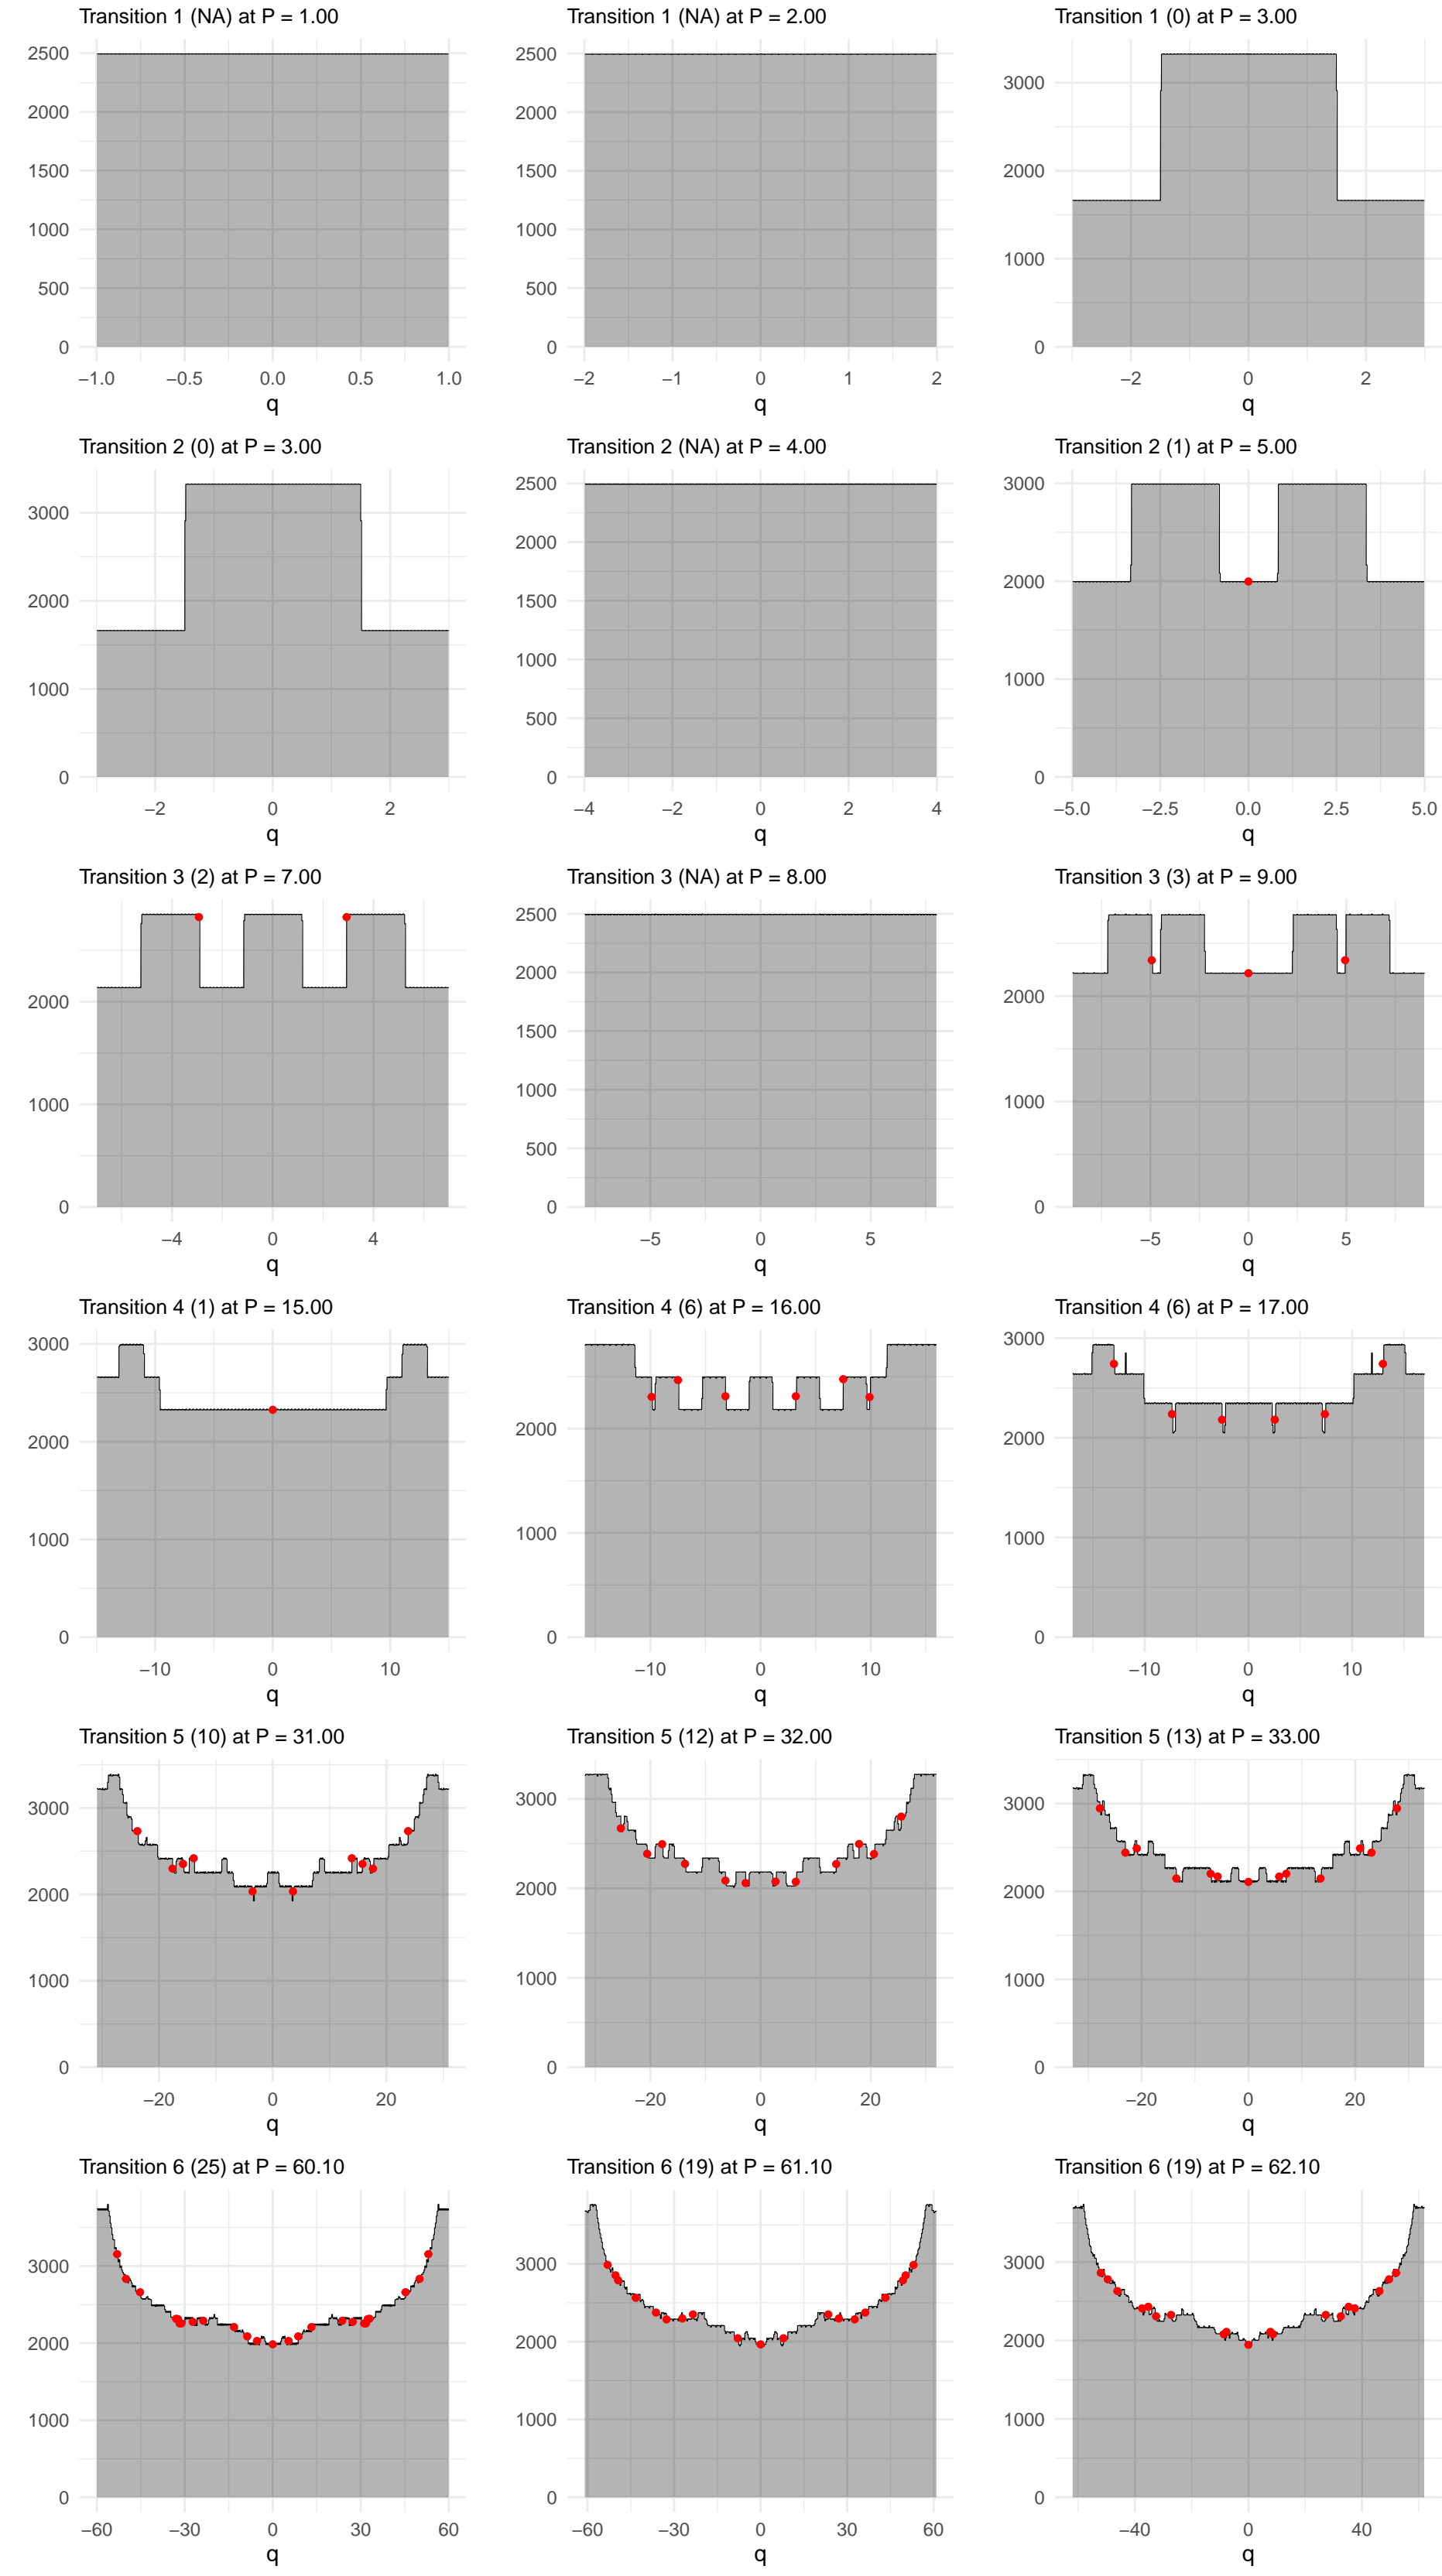 Transition 1 (NA) at P = 1.00
Transition 1 (NA) at P = 2.00
Transition 1 (0) at P = 3.00
2500
2000
1500
1000
500
0
2500
2000
1500
1000
500
0
3000
2000
1000
0
−1.0 −0.5 0.0 0.5 1.0
−2 −1 0 1 2
−2 0 2
q
q
q
Transition 2 (0) at P = 3.00
Transition 2 (NA) at P = 4.00
Transition 2 (1) at P = 5.00
3000
2000
1000
0
2500
2000
1500
1000
500
0
3000
2000
1000
0
−2 0 2
−4 −2 0 2 4
−5.0 −2.5 0.0 2.5 5.0
q
q
q
Transition 3 (2) at P = 7.00
Transition 3 (NA) at P = 8.00
Transition 3 (3) at P = 9.00
2000
1000
0
2500
2000
1500
1000
500
0
2000
1000
0
−4 0 4
−5 0 5
−5 0 5
q
q
q
Transition 4 (1) at P = 15.00
Transition 4 (6) at P = 16.00
Transition 4 (6) at P = 17.00
3000
2000
1000
0
2000
1000
0
3000
2000
1000
0
−10 0 10
−10 0 10
−10 0 10
q
q
q
Transition 5 (10) at P = 31.00
Transition 5 (12) at P = 32.00
Transition 5 (13) at P = 33.00
3000
2000
1000
0
3000
2000
1000
0
3000
2000
1000
0
−20 0 20
−20 0 20
−20 0 20
q
q
q
Transition 6 (25) at P = 60.10
Transition 6 (19) at P = 61.10
Transition 6 (19) at P = 62.10
3000
2000
1000
0
3000
2000
1000
0
3000
2000
1000
0
−60 −30 0 30 60
−60 −30 0 30 60
−40 0 40
q
q
q